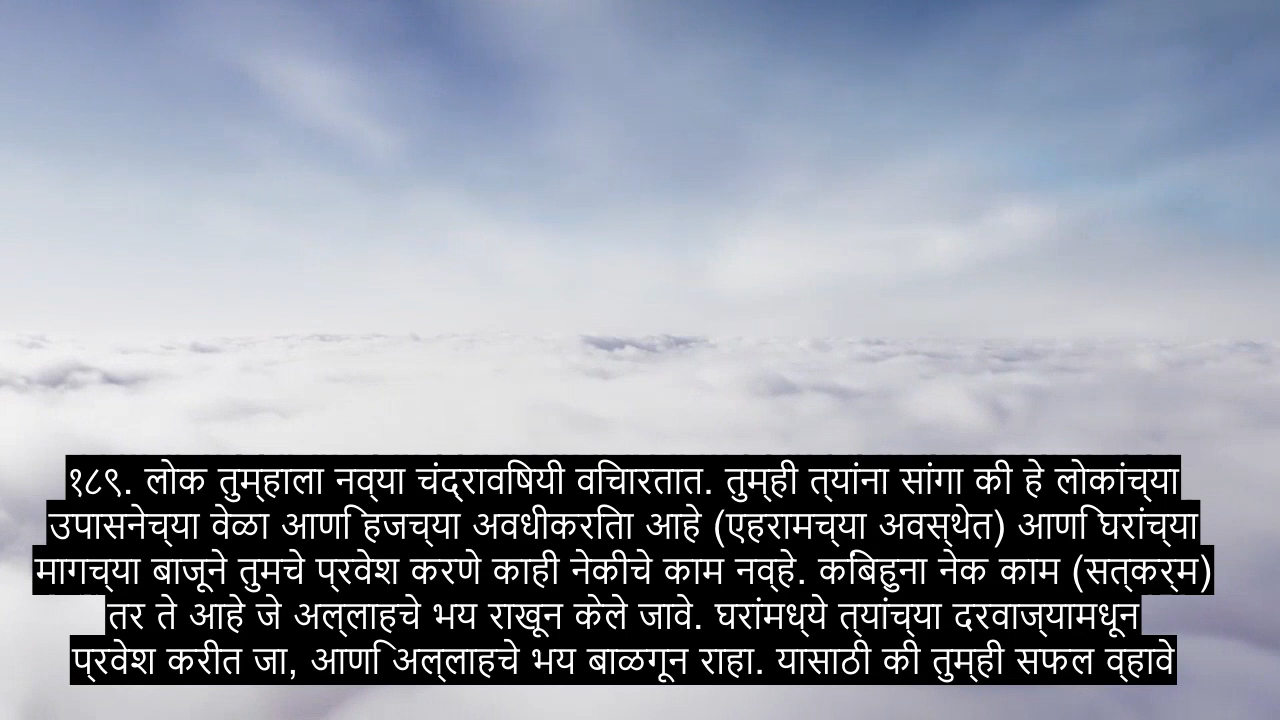 १८९. लोक तुम्हाला नव्या चंद्राविषयी विचारतात. तुम्ही त्यांना सांगा की हे लोकांच्या
उपासनेच्या वेळा आणि हजच्या अवधीकरिता आहे (एहरामच्या अवस्थेत) आणि घरांच्या
मागच्या बाजूने तुमचे प्रवेश करणे काही नेकीचे काम नव्हे. किंबहुना नेक काम (सत्कर्म)
तर ते आहे जे अल्लाहचे भय राखून केले जावे. घरांमध्ये त्यांच्या दरवाज्यामधून
प्रवेश करीत जा, आणि अल्लाहचे भय बाळगून राहा. यासाठी की तुम्ही सफल व्हावे